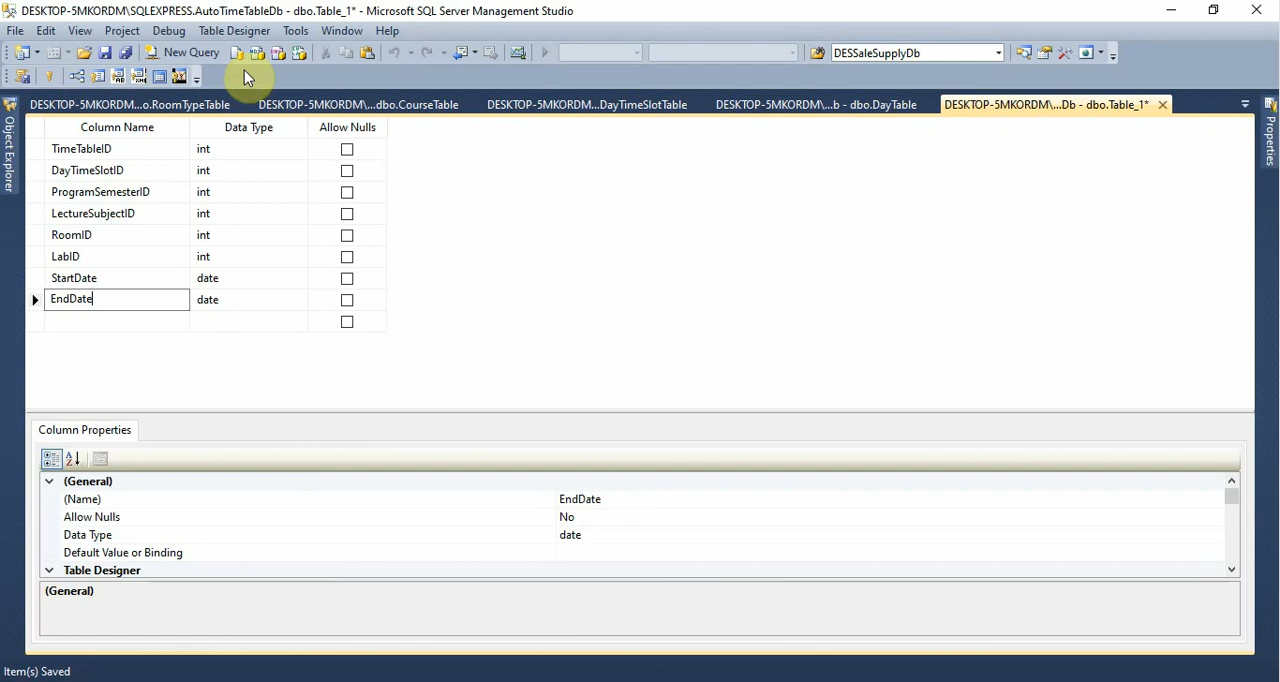 DESKTOP-5MKORDM\SQLEXPRESS.AutoTimeTableDb - dbo.Table_1* - Microsoft SQL Server Management Studio
File Edit View Project Debug Table Designer Tools Window Help
New Query DESSaleSupplyDb
DESKTOP-5MKORDM...o.RoomTypeTable DESKTOP-5MKORDM\...dbo.CourseTable DESKTOP-5MKORDM...DayTimeSlotTable DESKTOP-5MKORDM\...b - dbo.DayTable DESKTOP-5MKORDM\...Db - dbo.Table_1*
Object Explorer
Properties
Column Name Data Type Allow Nulls
TimeTableID int
DayTimeSlotID int
ProgramSemesterID int
LectureSubjectID int
RoomID int
LabID int
StartDate date
EndDate date
Column Properties
(General)
(Name) EndDate
Allow Nulls No
Data Type date
Default Value or Binding
Table Designer
(General)
Item(s) Saved